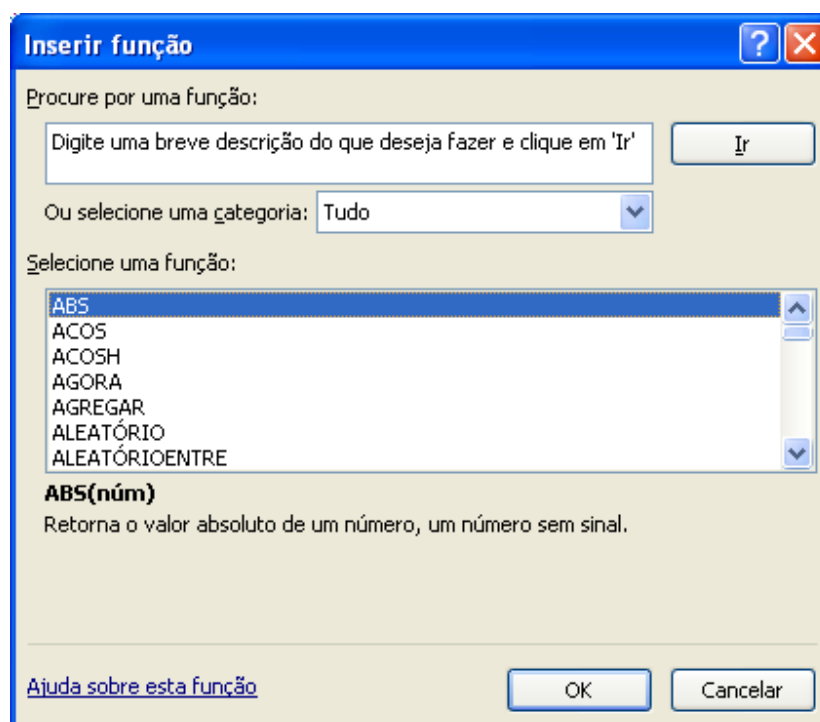 Inserir função
Procure por uma função:
Digite uma breve descrição do que deseja fazer e clique em 'Ir'
Ir
Ou selecione uma categoria: Tudo
Selecione uma função:
ABS
ACOS
ACOSH
AGORA
AGREGAR
ALEATÓRIO
ALEATÓRIOENTRE
ABS(núm)
Retorna o valor absoluto de um número, um número sem sinal.
Ajuda sobre esta função
OK
Cancelar